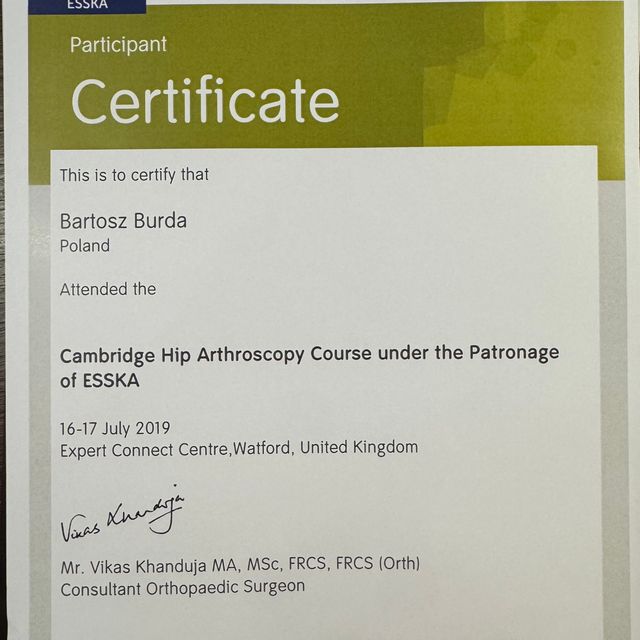 ESSKA
Participant
Certificate
This is to certify that
Bartosz Burda
Poland
Attended the
Cambridge Hip Arthroscopy Course under the Patronage
of ESSKA
16-17 July 2019
Expert Connect Centre,Watford, United Kingdom
Vikas Khanduja
Mr. Vikas Khanduja MA, MSc, FRCS, FRCS (Orth)
Consultant Orthopaedic Surgeon